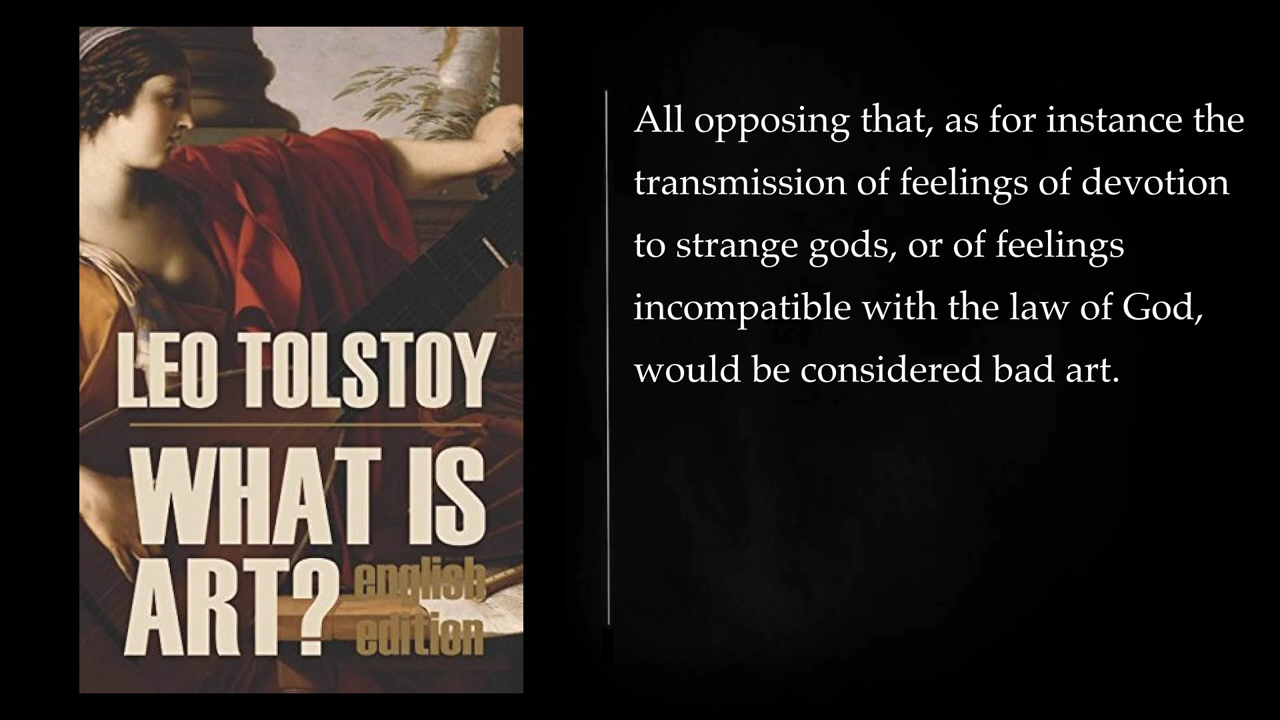 LEO TOLSTOY
WHAT IS
ART?
english
edition
All opposing that, as for instance the
transmission of feelings of devotion
to strange gods, or of feelings
incompatible with the law of God,
would be considered bad art.